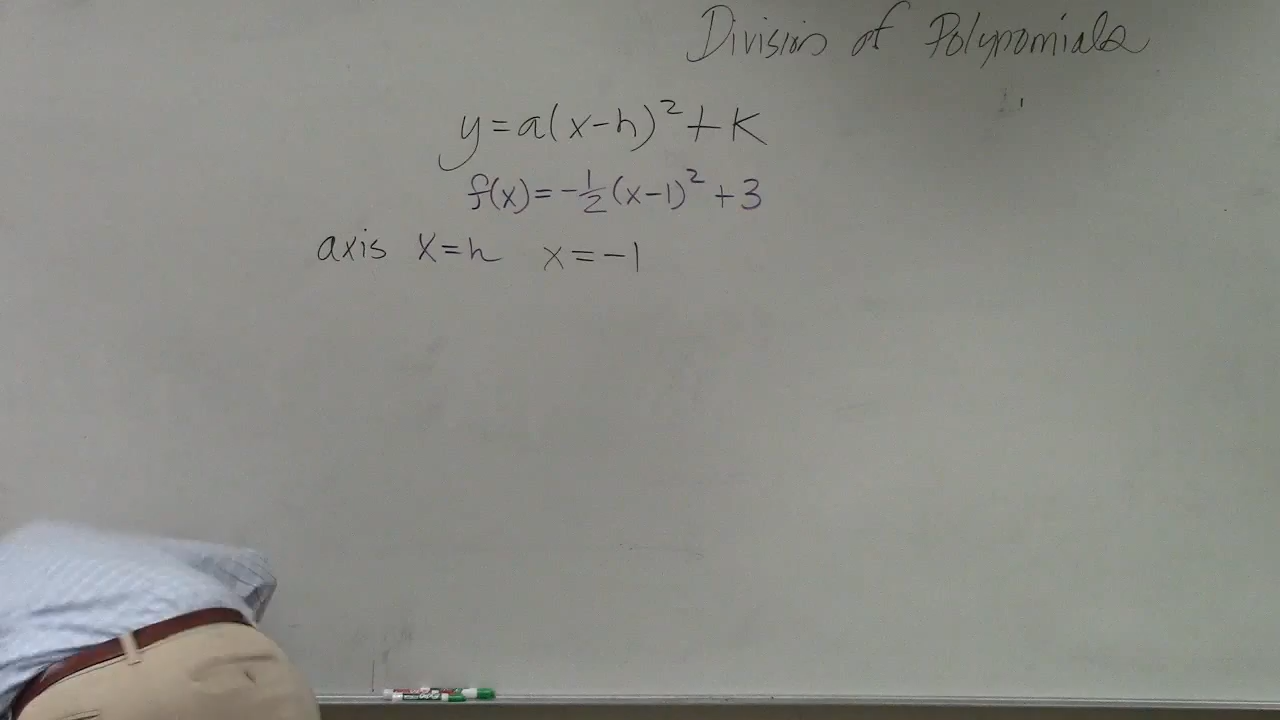 Division of Polynomials
y=a(x-h)²+k
f(x)=-½(x-1)²+3
axis x=h x=-1